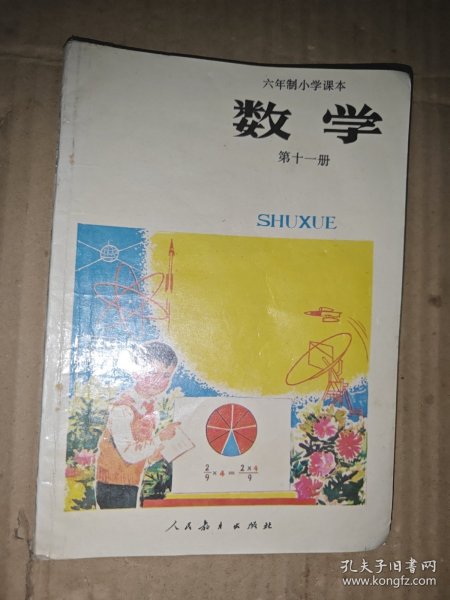 六年制小学课本
数学
第十一册
SHUXUE
2/9 × 4 = 2×4/9
人民教育出版社
孔夫子旧书网
www.kongfz.com